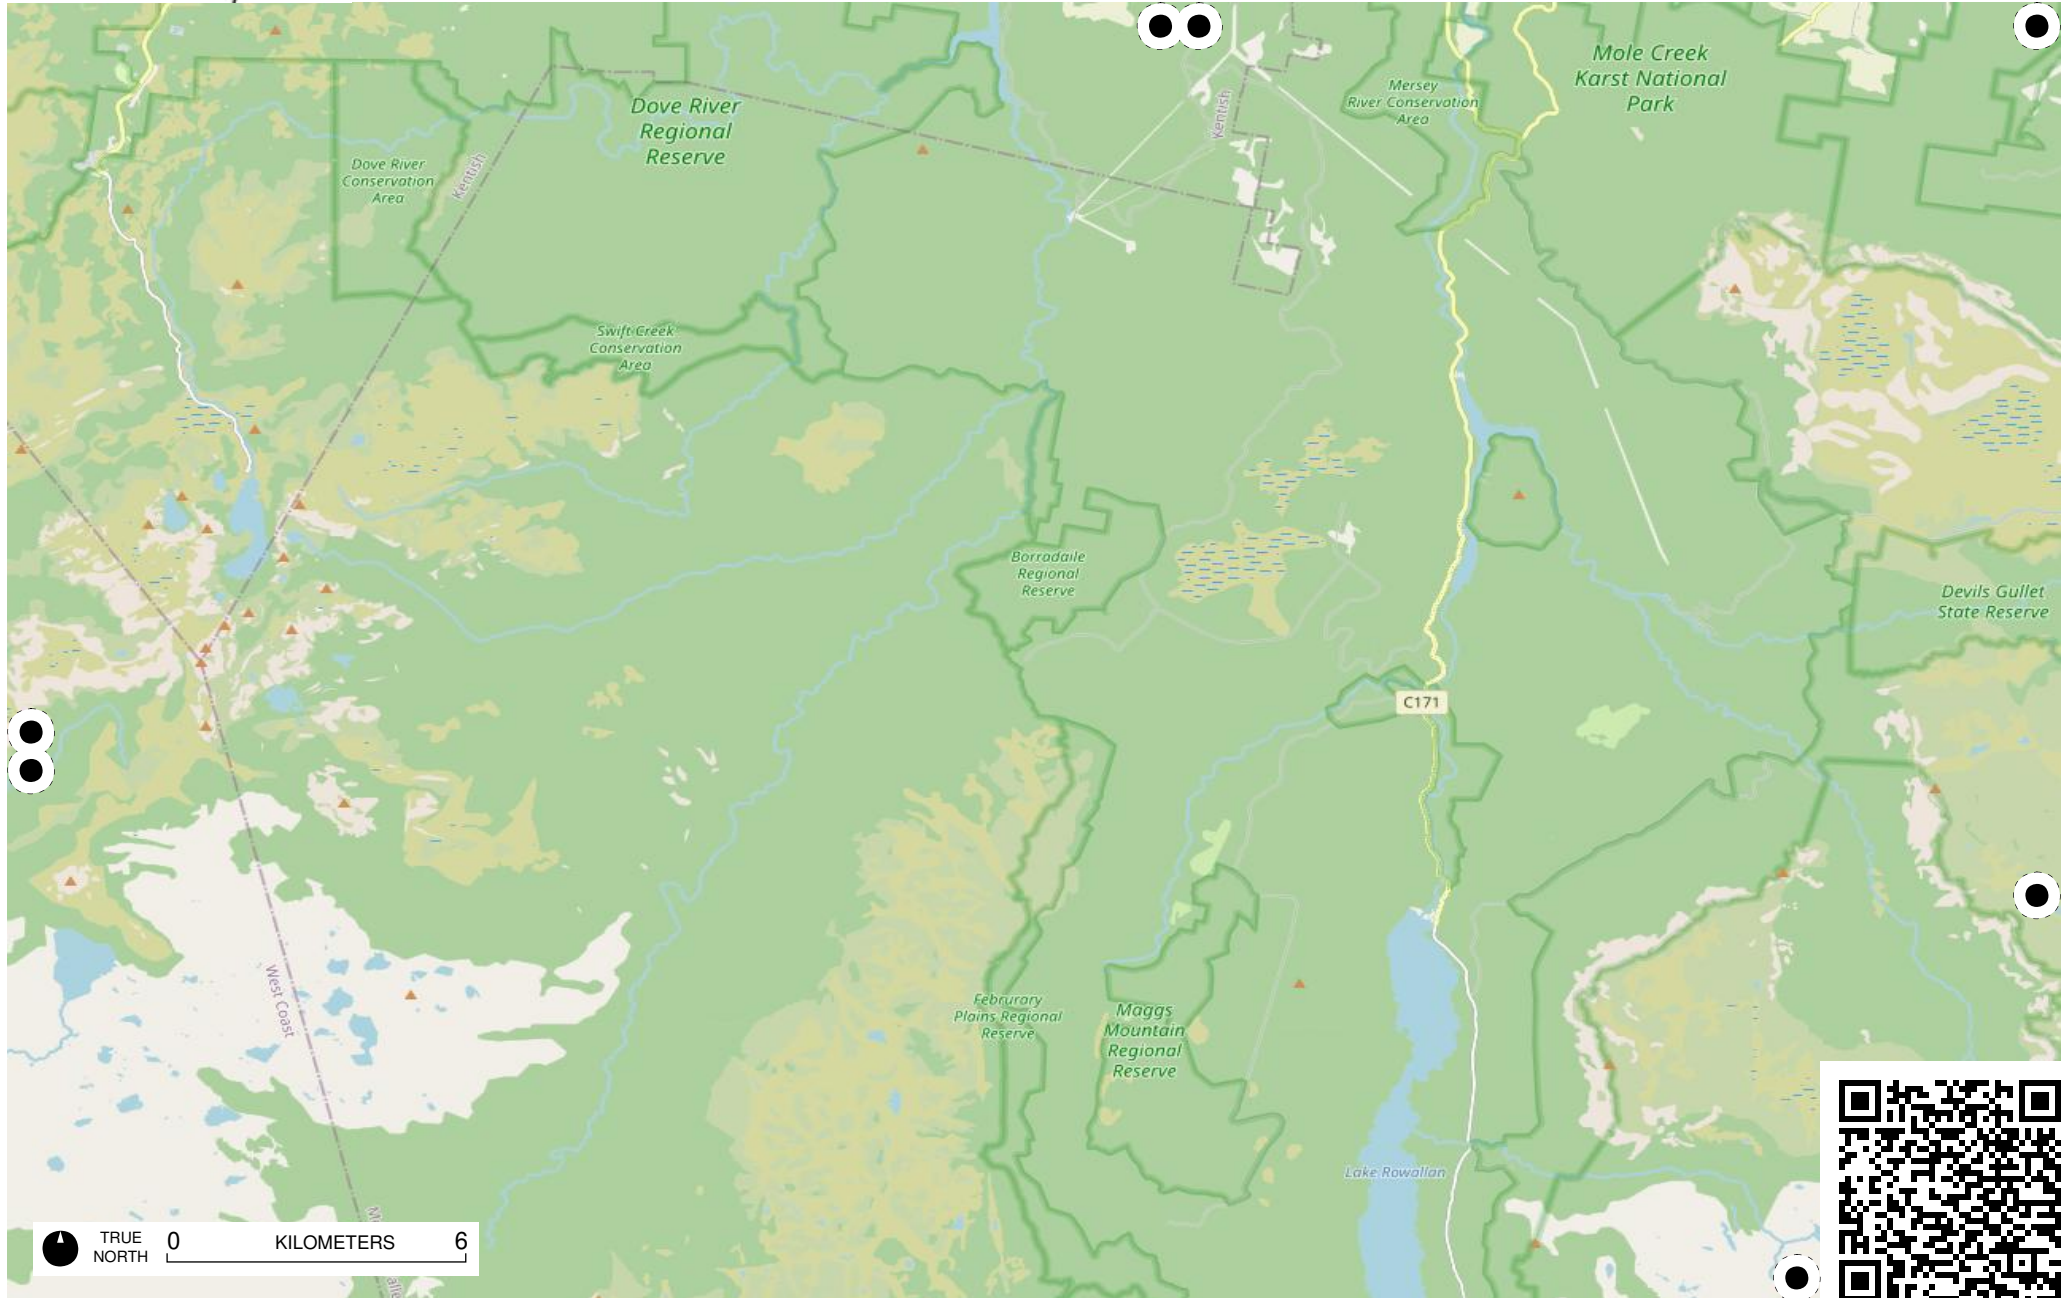 Mole Creek
Karst National
Park
Mersey
River Conservation
Area
Dove River
Regional
Reserve
Kentish
Dove River
Conservation
Area
Kentish
Swift Creek
Conservation
Area
Borradaile
Regional
Reserve
Devils Gullet
State Reserve
C171
West Coast
Februrary
Plains Regional
Reserve
Maggs
Mountain
Regional
Reserve
Lake Rowallan
TRUE
NORTH
0
KILOMETERS
6